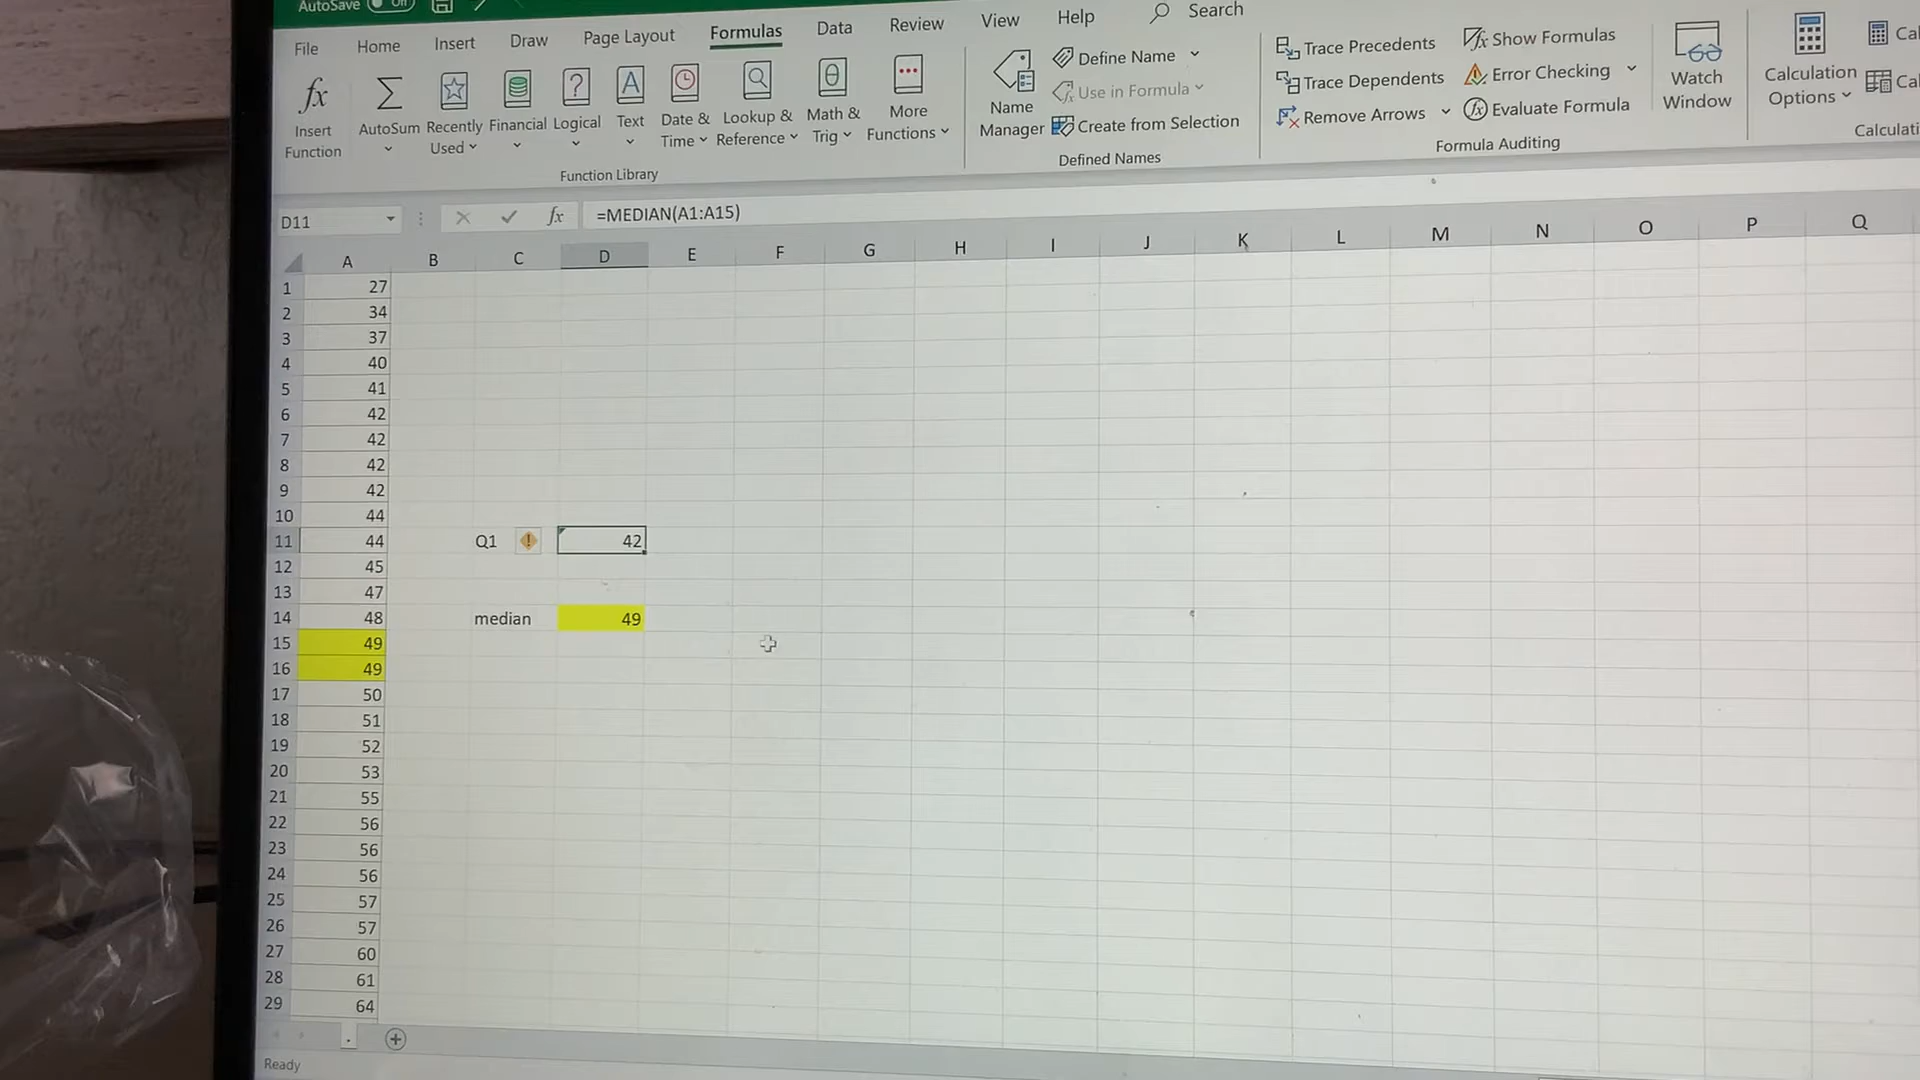 AutoSave Off
File Home Insert Draw Page Layout Formulas Data Review View Help Search
fx
Insert Function
AutoSum
Recently Used
Financial
Logical
Text
Date & Time
Lookup & Reference
Math & Trig
More Functions
Function Library
Name Manager
Define Name
Use in Formula
Create from Selection
Defined Names
Trace Precedents
Trace Dependents
Remove Arrows
Show Formulas
Error Checking
Evaluate Formula
Formula Auditing
Watch Window
Calculation Options
D11 fx =MEDIAN(A1:A15)
A B C D E F G H I J K L M N O P Q
1 27
2 34
3 37
4 40
5 41
6 42
7 42
8 42
9 42
10 44
11 44 Q1 42
12 45
13 47
14 48 median 49
15 49
16 49
17 50
18 51
19 52
20 53
21 55
22 56
23 56
24 56
25 57
26 57
27 60
28 61
29 64
Ready